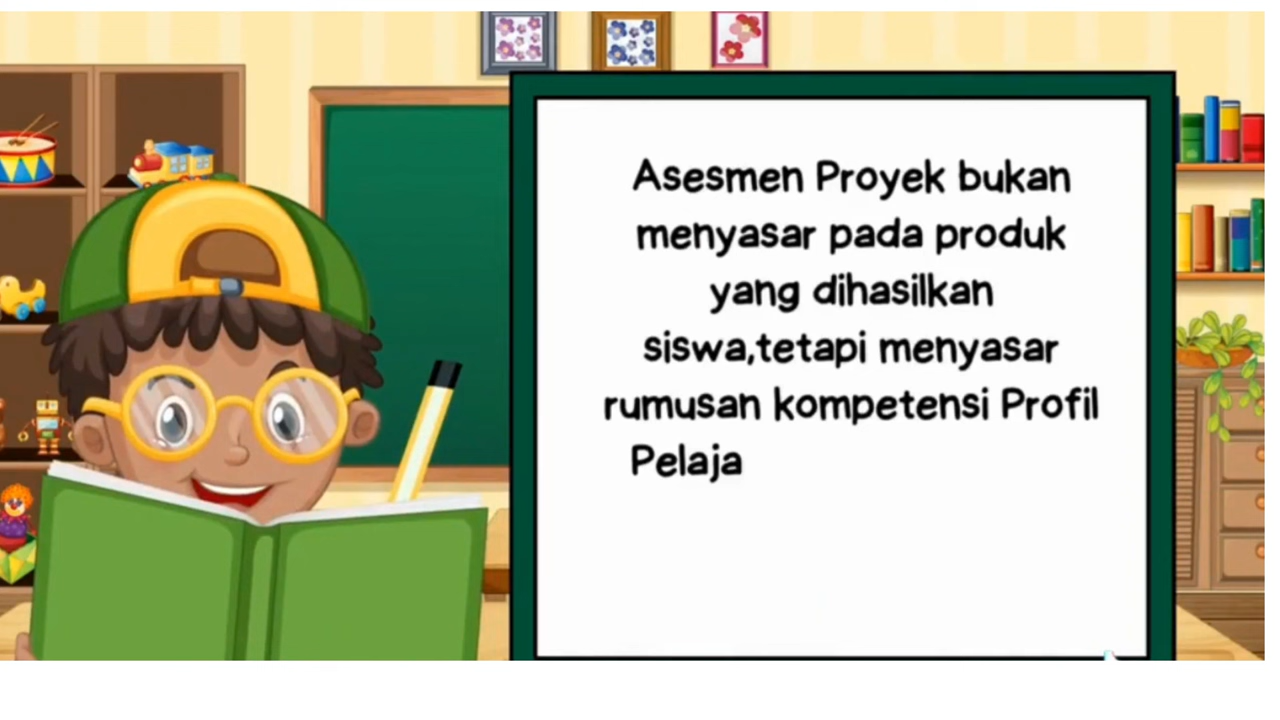 Asesmen Proyek bukan
menyasar pada produk
yang dihasilkan
siswa,tetapi menyasar
rumusan kompetensi Profil
Pelaja